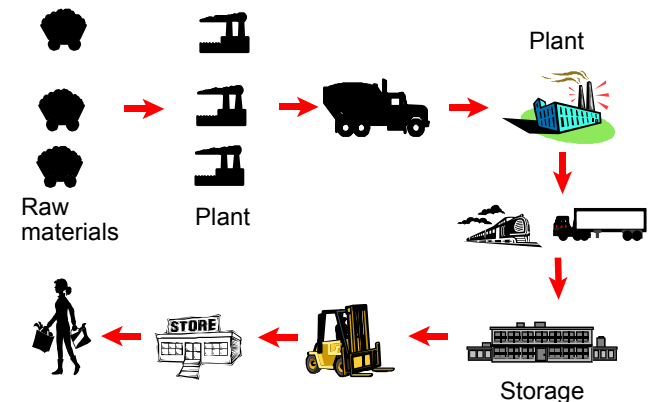 Plant
Raw
materials
Plant
STORE
Storage